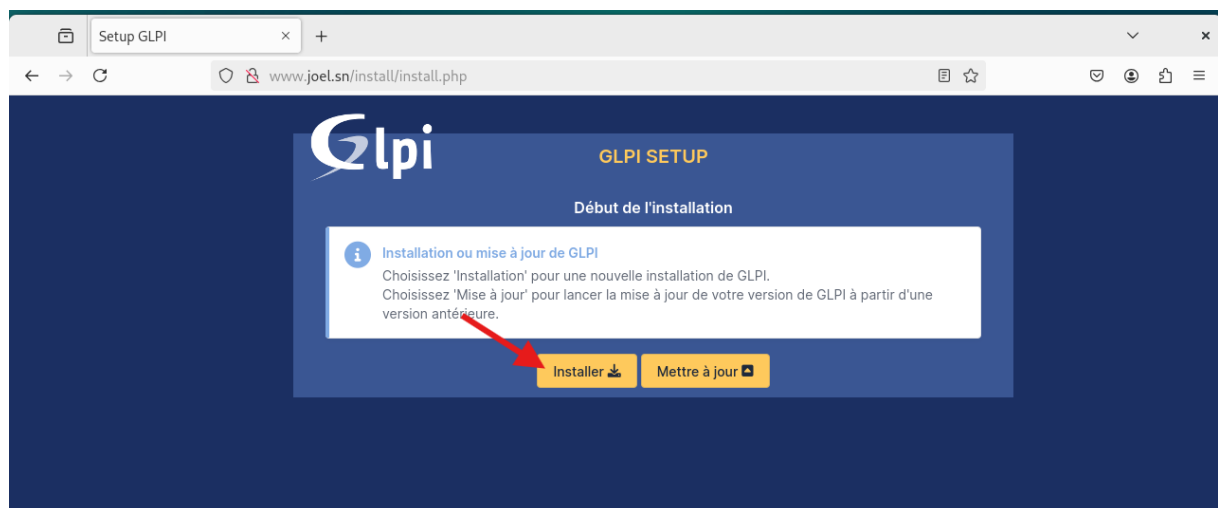 Setup GLPI
www.joel.sn/install/install.php
Glpi
GLPI SETUP
Début de l'installation
Installation ou mise à jour de GLPI
Choisissez 'Installation' pour une nouvelle installation de GLPI.
Choisissez 'Mise à jour' pour lancer la mise à jour de votre version de GLPI à partir d'une
version antérieure.
Installer
Mettre à jour